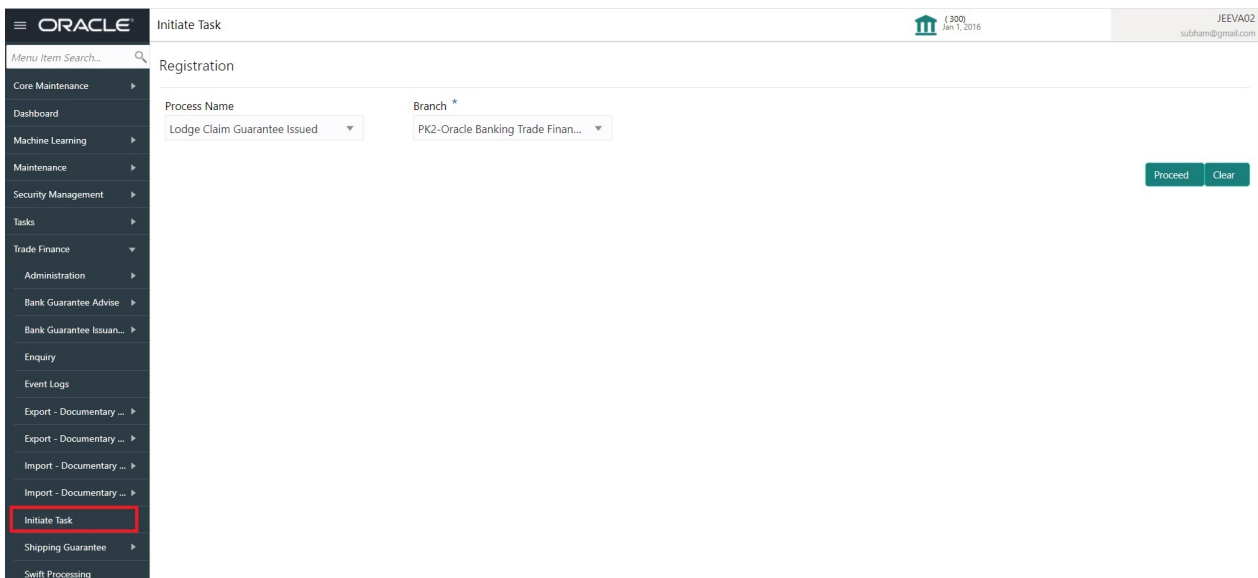 ORACLE
Initiate Task
( 300)
Jan 1, 2016
JEEVA02
subham@gmail.com
Menu Item Search...
Core Maintenance
Dashboard
Machine Learning
Maintenance
Security Management
Tasks
Trade Finance
Administration
Bank Guarantee Advise
Bank Guarantee Issuan...
Enquiry
Event Logs
Export - Documentary ...
Export - Documentary ...
Import - Documentary ...
Import - Documentary ...
Initiate Task
Shipping Guarantee
Swift Processing
Registration
Process Name
Lodge Claim Guarantee Issued
Branch *
PK2-Oracle Banking Trade Finan...
Proceed
Clear